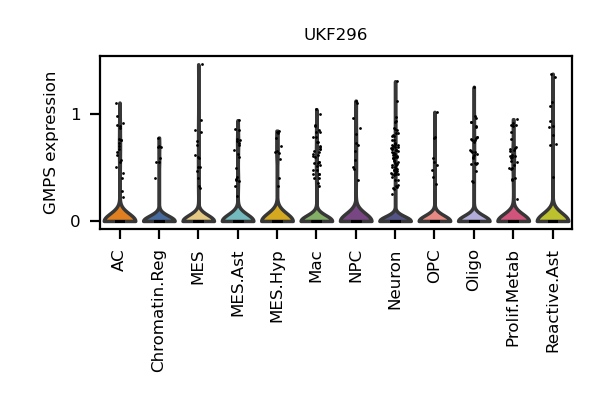 UKF296
GMPS expression
1
0
AC
Chromatin.Reg
MES
MES.Ast
MES.Hyp
Mac
NPC
Neuron
OPC
Oligo
Prolif.Metab
Reactive.Ast